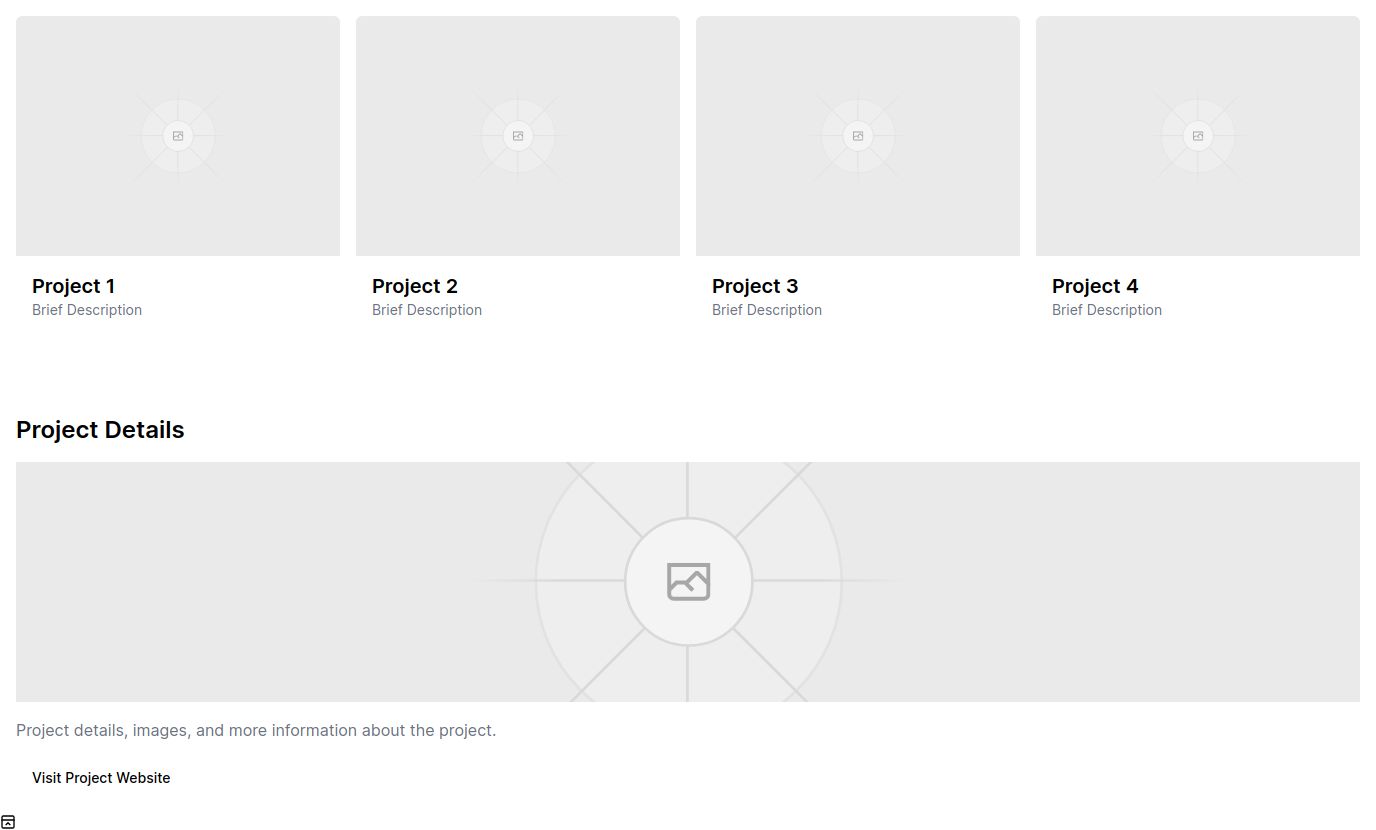 Project 1
Brief Description
Project 2
Brief Description
Project 3
Brief Description
Project 4
Brief Description
Project Details
Project details, images, and more information about the project.
Visit Project Website